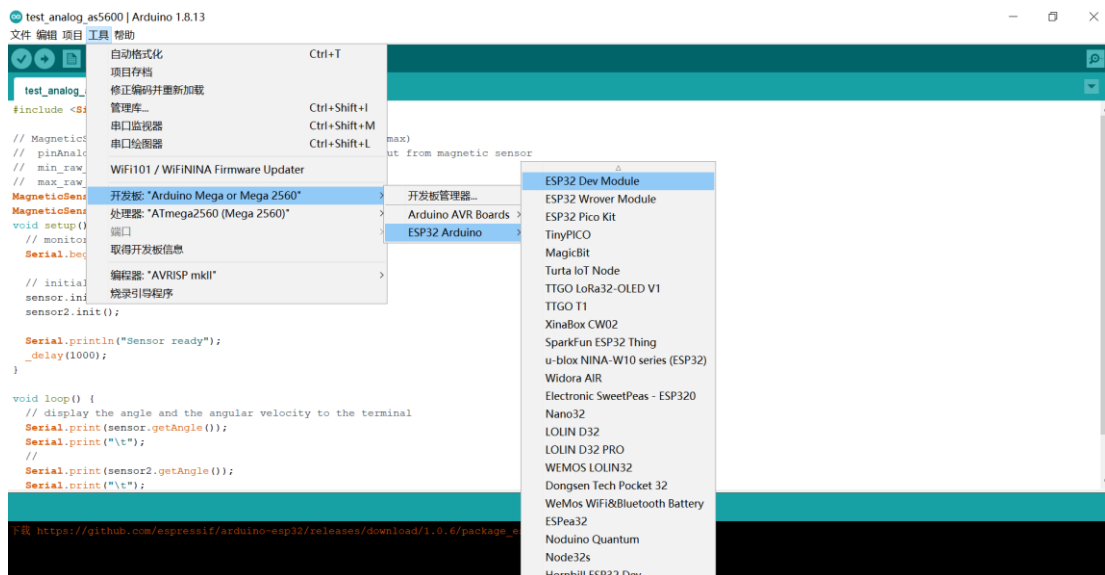 test_analog_as5600 | Arduino 1.8.13
文件 编辑 项目 工具 帮助
自动格式化 Ctrl+T
项目存档
修正编码并重新加载
管理库... Ctrl+Shift+I
串口监视器 Ctrl+Shift+M
串口绘图器 Ctrl+Shift+L
WiFi101 / WiFiNINA Firmware Updater
开发板: "Arduino Mega or Mega 2560"
处理器: "ATmega2560 (Mega 2560)"
端口
取得开发板信息
编程器: "AVRISP mkII"
烧录引导程序
开发板管理器...
Arduino AVR Boards
ESP32 Arduino
ESP32 Dev Module
ESP32 Wrover Module
ESP32 Pico Kit
TinyPICO
MagicBit
Turta IoT Node
TTGO LoRa32-OLED V1
TTGO T1
XinaBox CW02
SparkFun ESP32 Thing
u-blox NINA-W10 series (ESP32)
Widora AIR
Electronic SweetPeas - ESP320
Nano32
LOLIN D32
LOLIN D32 PRO
WEMOS LOLIN32
Dongsen Tech Pocket 32
WeMos WiFi&Bluetooth Battery
ESPea32
Noduino Quantum
Node32s
Hornbill ESP32 Dev
test_analog_
#include <Si
// MagneticS max)
// pinAnalo ut from magnetic sensor
// min_raw_
// max_raw_
MagneticSens
MagneticSens
void setup()
// monitor
Serial.beg
// initial
sensor.ini
sensor2.init();
Serial.println("Sensor ready");
_delay(1000);
}
void loop() {
// display the angle and the angular velocity to the terminal
Serial.print(sensor.getAngle());
Serial.print("\t");
//
Serial.print(sensor2.getAngle());
Serial.print("\t");
下载 https://github.com/espressif/arduino-esp32/releases/download/1.0.6/package_e